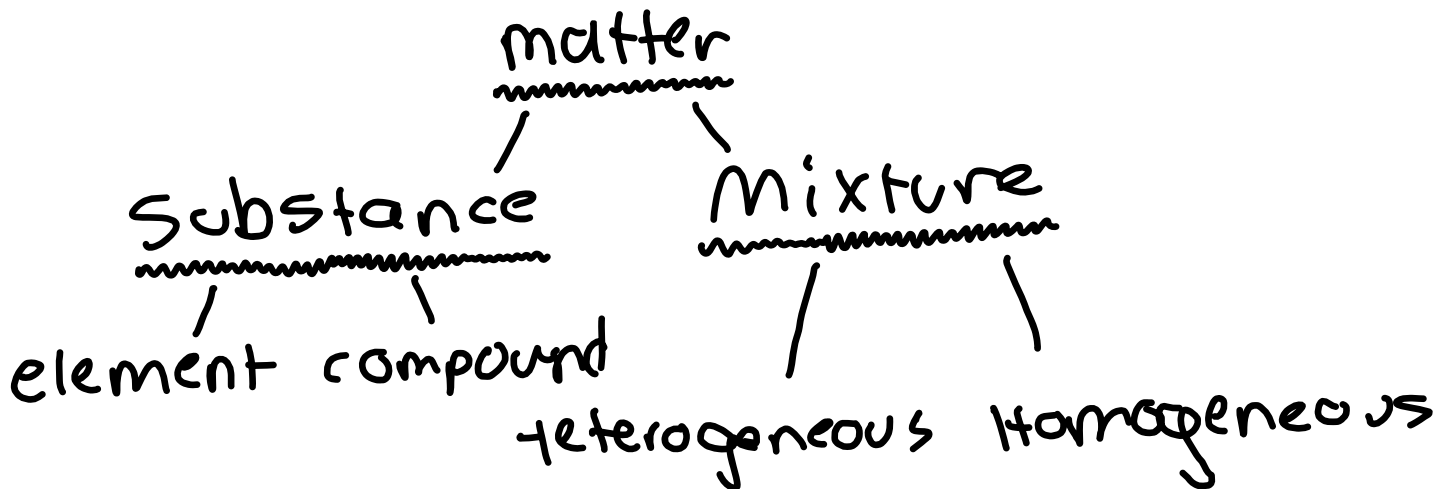 matter
Substance Mixture
element compound
Heterogeneous Homogeneous